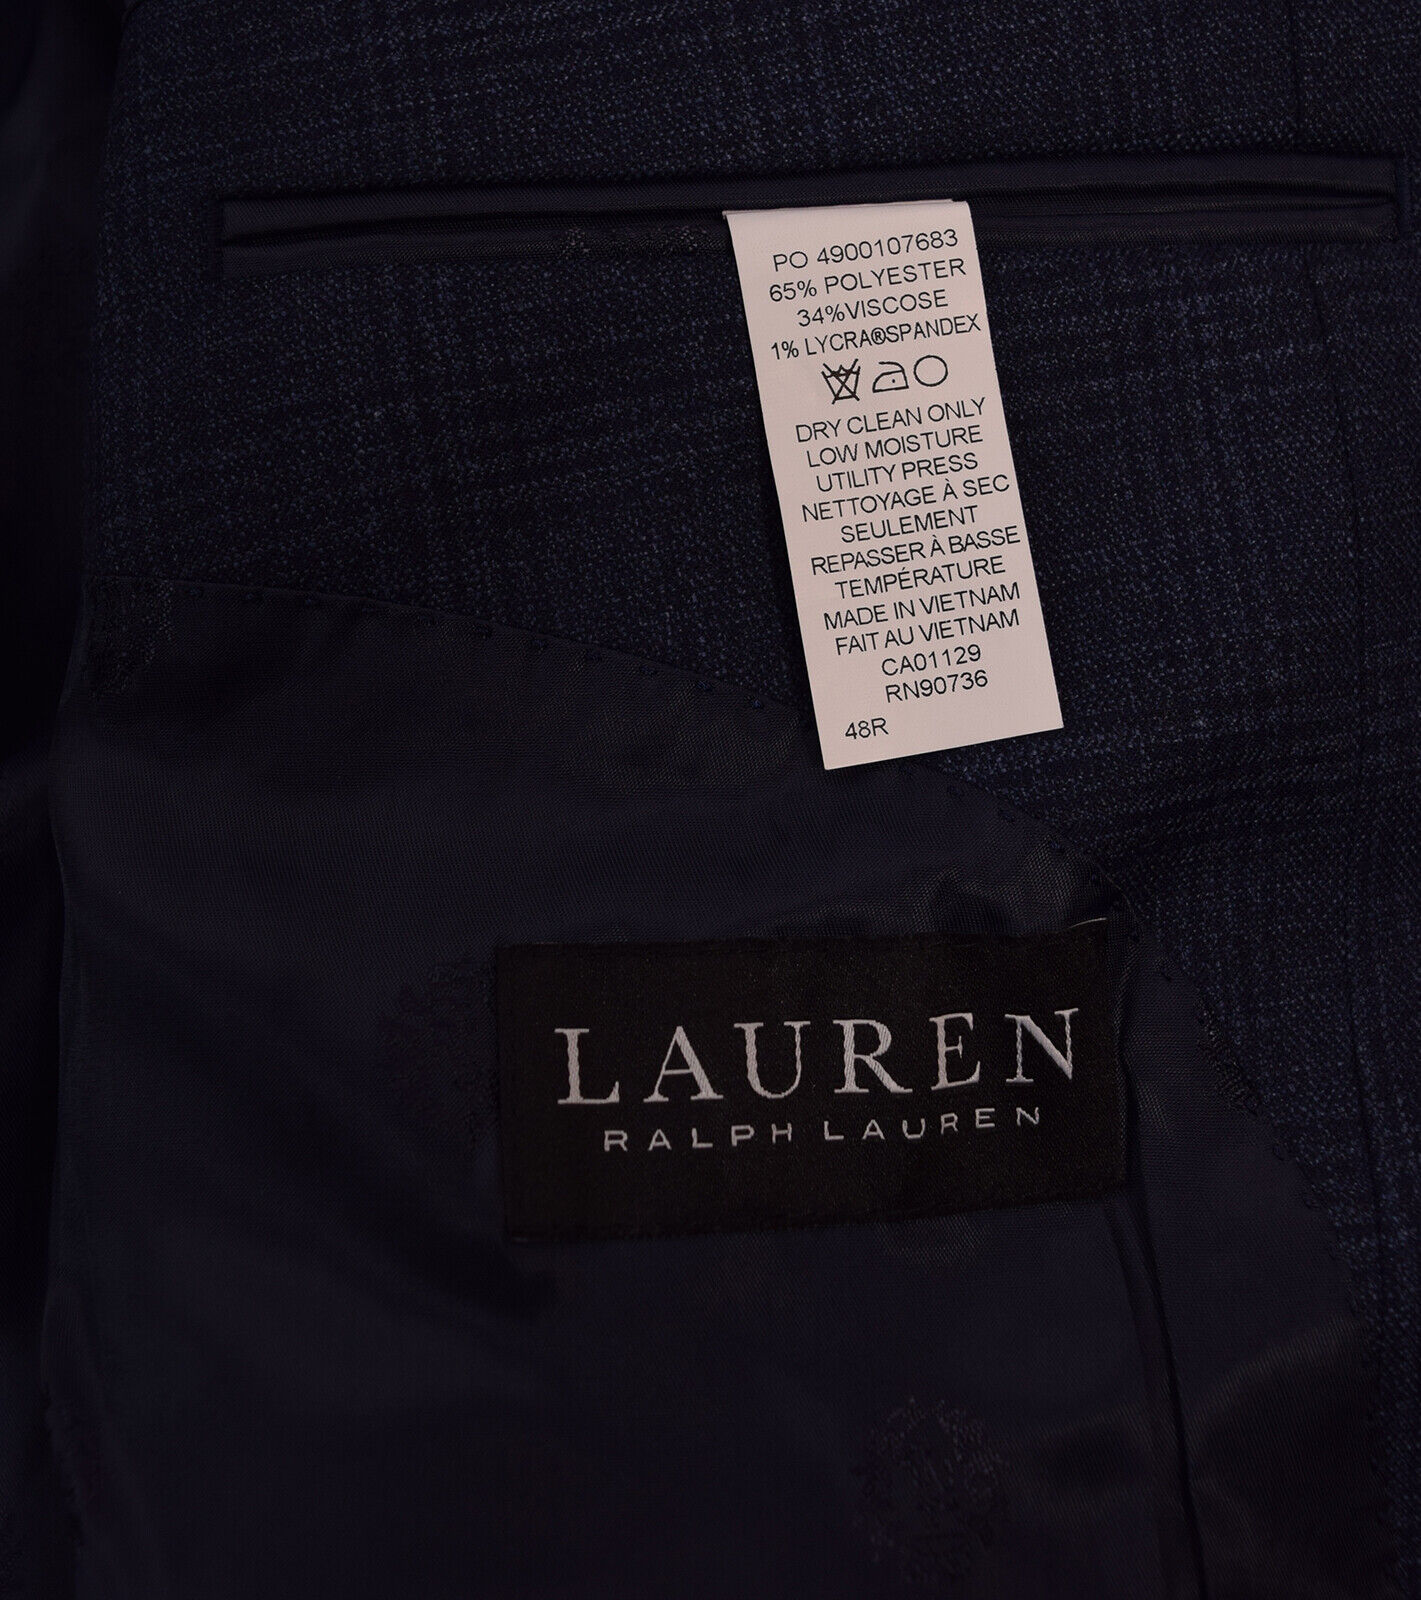 PO 4900107683
65% POLYESTER
34%VISCOSE
1% LYCRA®SPANDEX
DRY CLEAN ONLY
LOW MOISTURE
UTILITY PRESS
NETTOYAGE À SEC
SEULEMENT
REPASSER À BASSE
TEMPÉRATURE
MADE IN VIETNAM
FAIT AU VIETNAM
CA01129
RN90736
48R
LAUREN
RALPH LAUREN